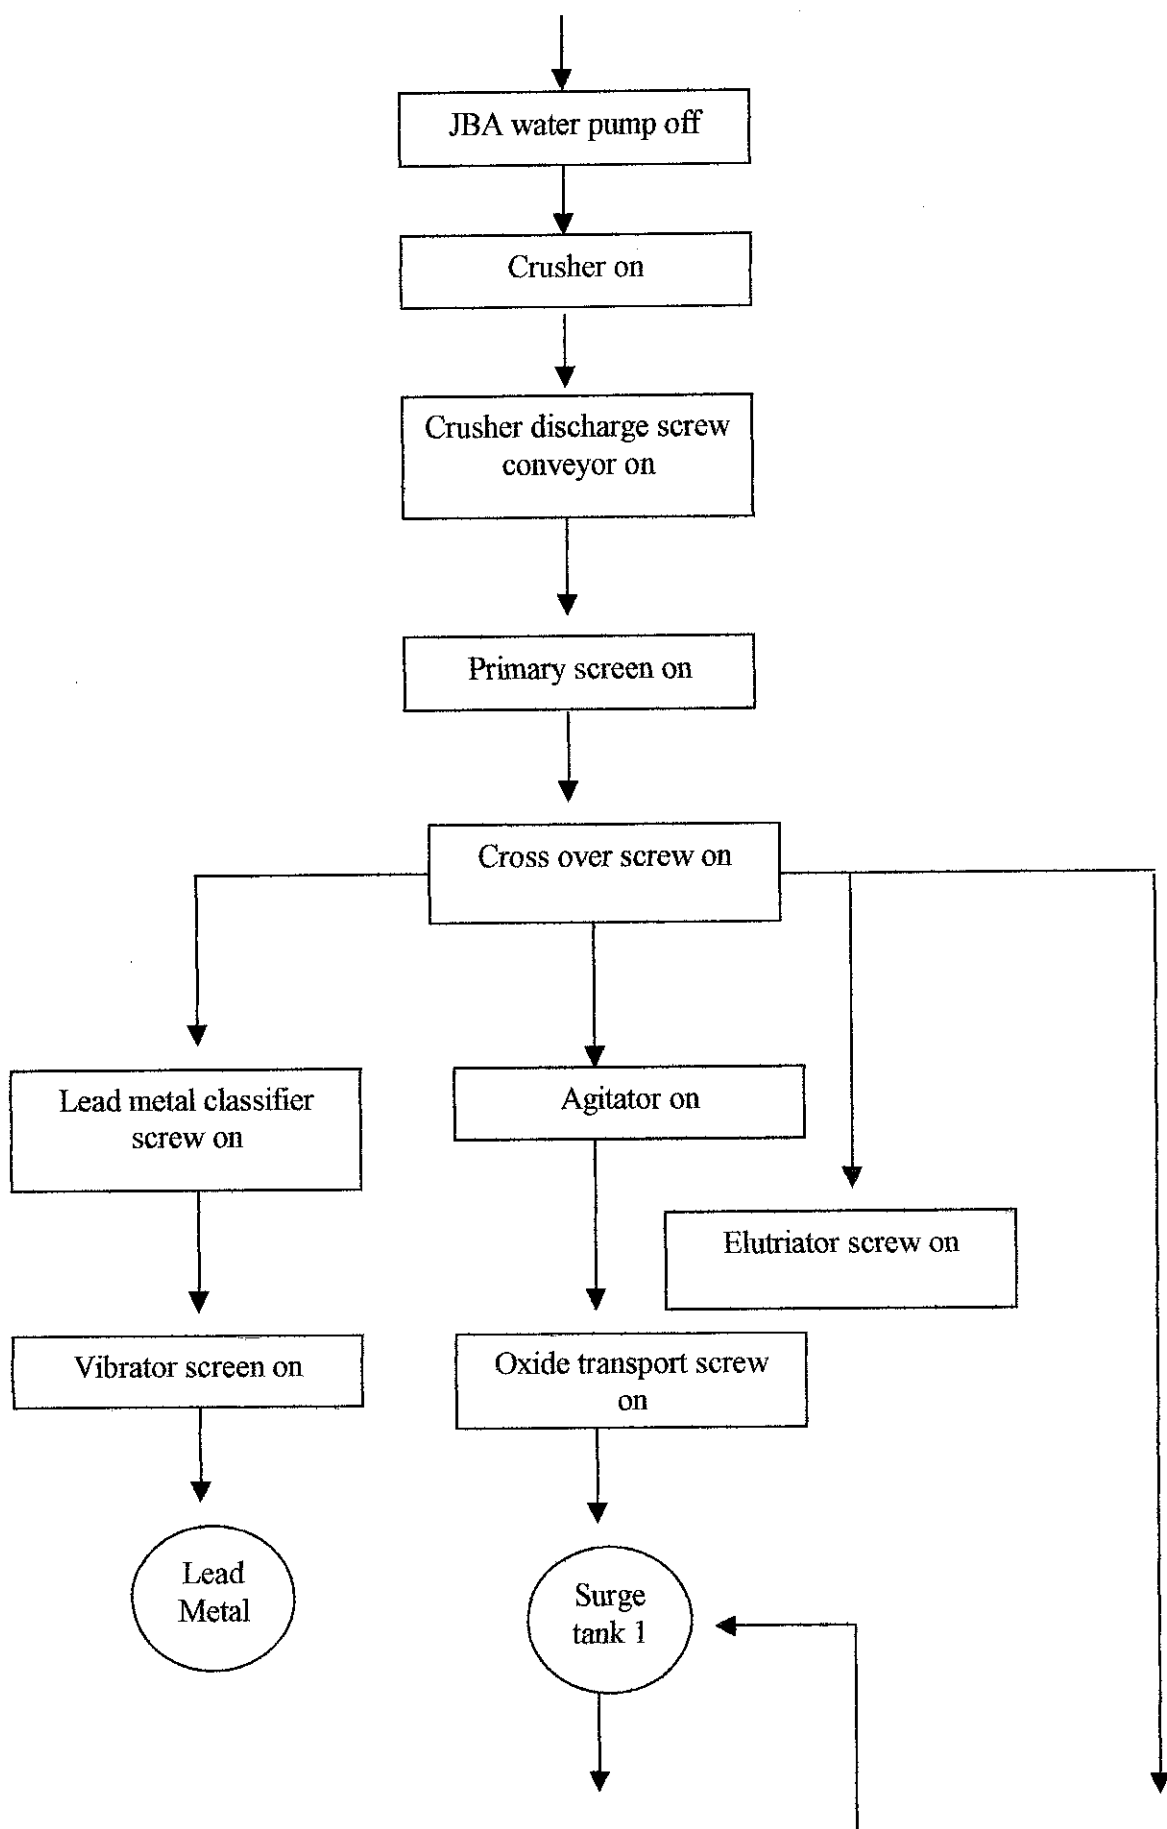 JBA water pump off
Crusher on
Crusher discharge screw
conveyor on
Primary screen on
Cross over screw on
Lead metal classifier
screw on
Agitator on
Elutriator screw on
Vibrator screen on
Oxide transport screw
on
Lead
Metal
Surge
tank 1